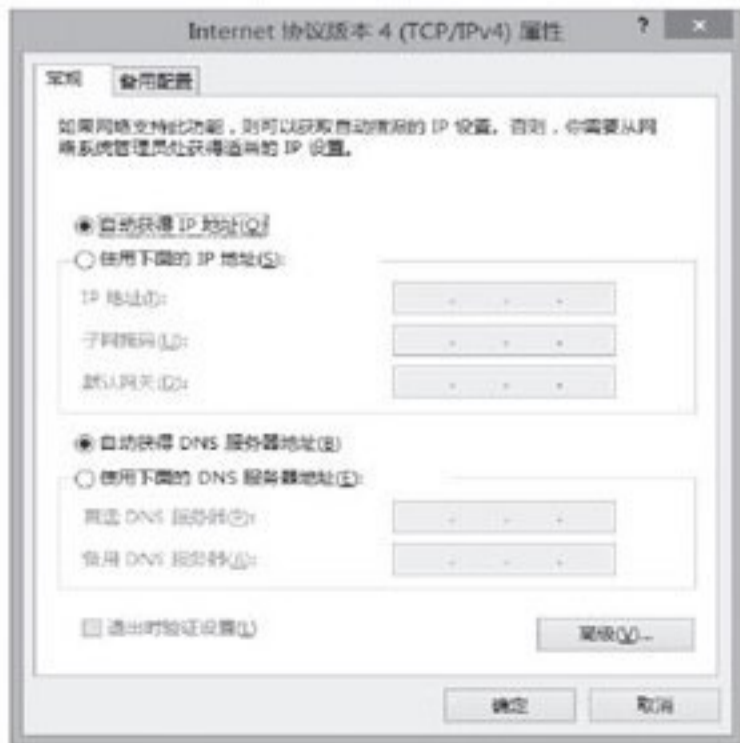 Internet 协议版本 4 (TCP/IPv4) 属性
? ×
常规 备用配置
如果网络支持此功能，则可以获取自动指派的 IP 设置。否则，你需要从网
络系统管理员处获得适当的 IP 设置。
自动获得 IP 地址(O)
使用下面的 IP 地址(S):
IP 地址(I):
子网掩码(U):
默认网关(D):
自动获得 DNS 服务器地址(B)
使用下面的 DNS 服务器地址(E):
首选 DNS 服务器(P):
备用 DNS 服务器(A):
退出时验证设置(L)
高级(V)...
确定 取消